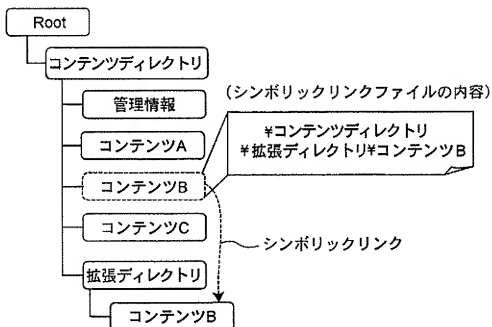 Root
コンテンツディレクトリ
管理情報
(シンボリックリンクファイルの内容)
¥コンテンツディレクトリ
¥拡張ディレクトリ¥コンテンツB
コンテンツA
コンテンツB
コンテンツC
シンボリックリンク
拡張ディレクトリ
コンテンツB